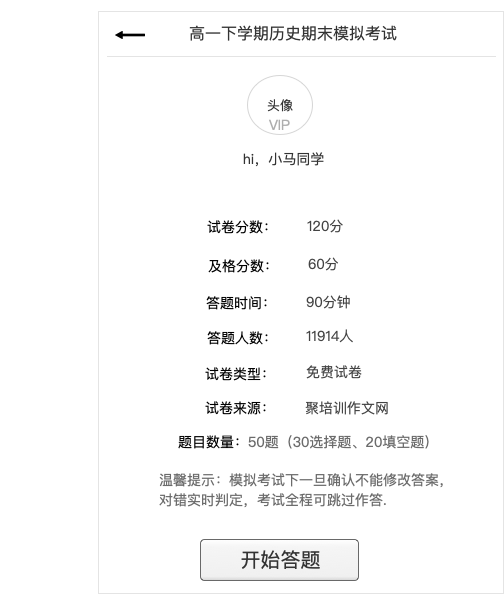 高一下学期历史期末模拟考试
头像
VIP
hi，小马同学
试卷分数： 120分
及格分数： 60分
答题时间： 90分钟
答题人数： 11914人
试卷类型： 免费试卷
试卷来源： 聚培训作文网
题目数量：50题（30选择题、20填空题）
温馨提示：模拟考试下一旦确认不能修改答案，
对错实时判定，考试全程可跳过作答.
开始答题